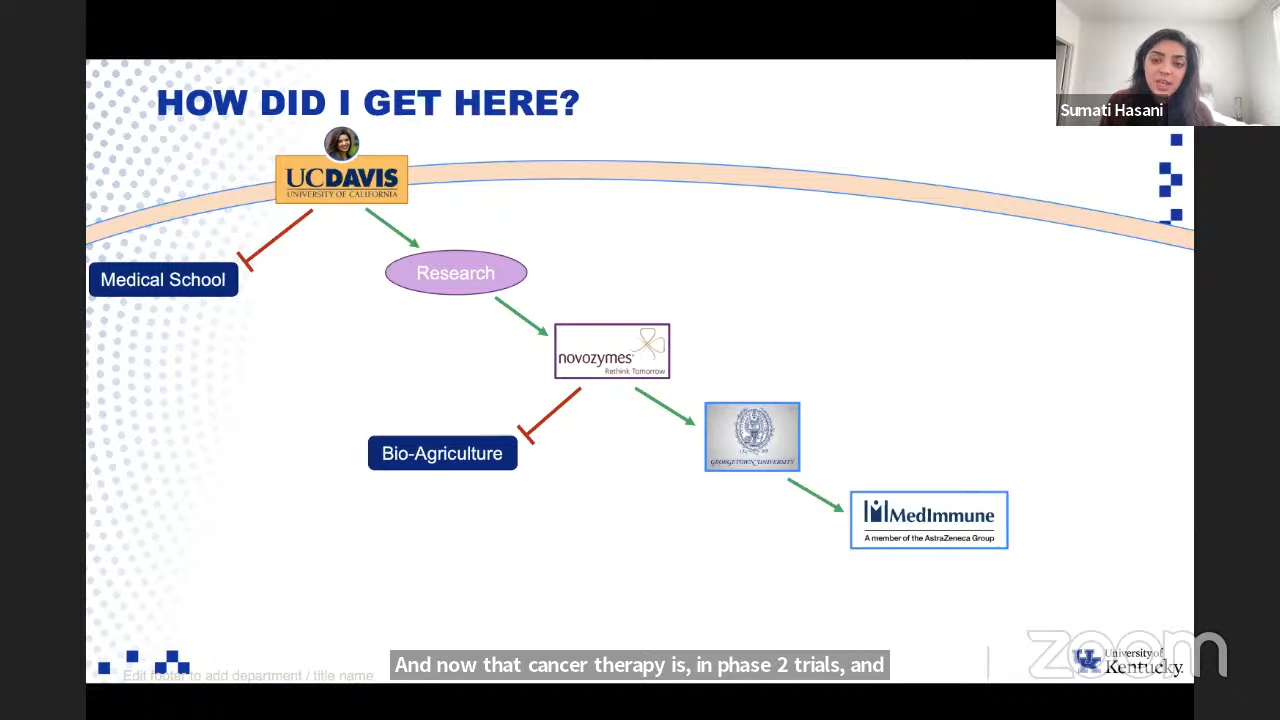 HOW DID I GET HERE?
Sumati Hasani
UCDAVIS
UNIVERSITY OF CALIFORNIA
Medical School
Research
novozymes
Rethink Tomorrow
Bio-Agriculture
GEORGETOWN UNIVERSITY
MedImmune
A member of the AstraZeneca Group
And now that cancer therapy is, in phase 2 trials, and
zoom
Edit footer to add department / title name
University of
Kentucky.